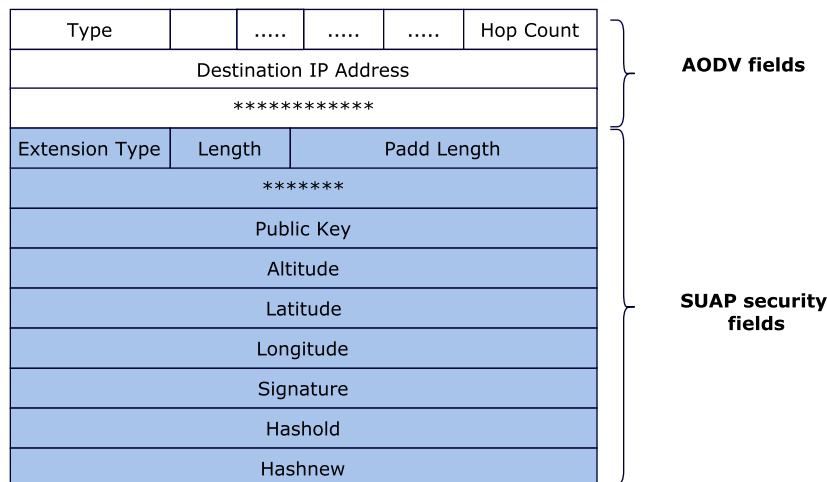 Type ..... ..... ..... Hop Count
Destination IP Address
************
AODV fields
Extension Type Length Padd Length
*******
Public Key
Altitude
Latitude
Longitude
Signature
Hashold
Hashnew
SUAP security
fields